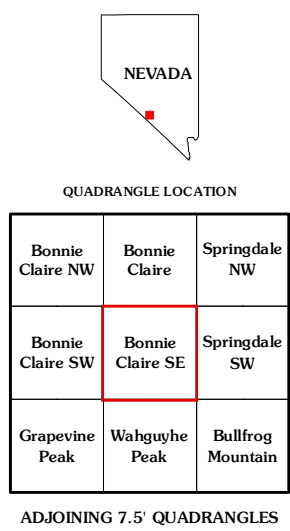 NEVADA
QUADRANGLE LOCATION
Bonnie
Claire NW
Bonnie
Claire
Springdale
NW
Bonnie
Claire SW
Bonnie
Claire SE
Springdale
SW
Grapevine
Peak
Wahguyhe
Peak
Bullfrog
Mountain
ADJOINING 7.5' QUADRANGLES